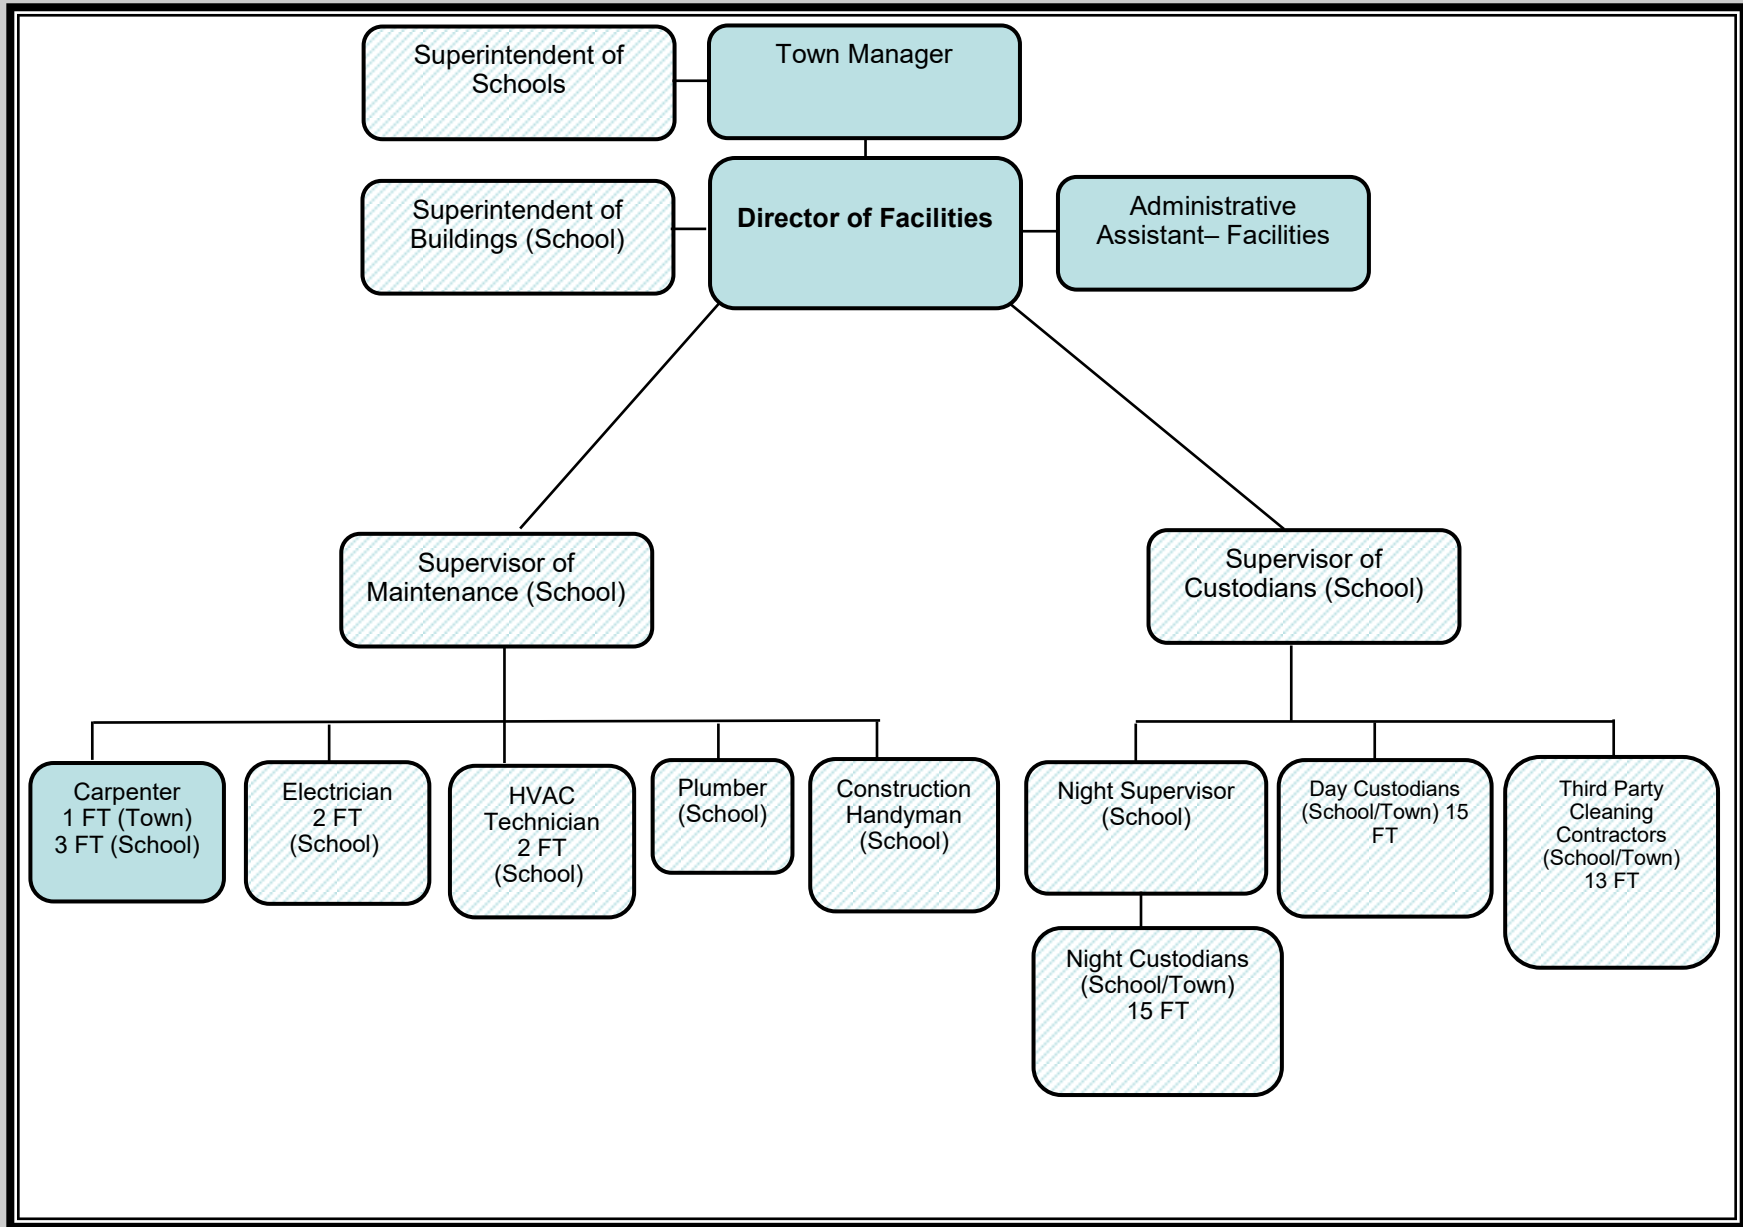 Superintendent of
Schools
Town Manager
Superintendent of
Buildings (School)
Director of Facilities
Administrative
Assistant– Facilities
Supervisor of
Maintenance (School)
Supervisor of
Custodians (School)
Carpenter
1 FT (Town)
3 FT (School)
Electrician
2 FT
(School)
HVAC
Technician
2 FT
(School)
Plumber
(School)
Construction
Handyman
(School)
Night Supervisor
(School)
Day Custodians
(School/Town) 15
FT
Third Party
Cleaning
Contractors
(School/Town)
13 FT
Night Custodians
(School/Town)
15 FT